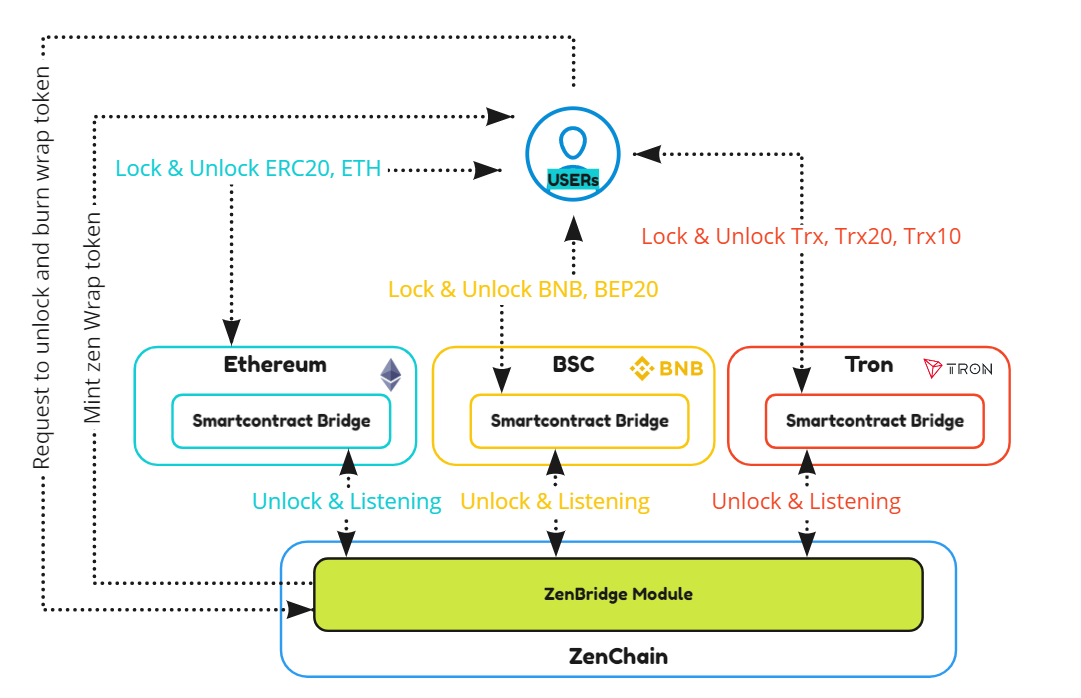 Request to unlock and burn wrap token
Mint zen Wrap token
USERs
Lock & Unlock ERC20, ETH
Lock & Unlock Trx, Trx20, Trx10
Lock & Unlock BNB, BEP20
Ethereum
BSC
BNB
Tron
TRON
Smartcontract Bridge
Smartcontract Bridge
Smartcontract Bridge
Unlock & Listening
Unlock & Listening
Unlock & Listening
ZenBridge Module
ZenChain